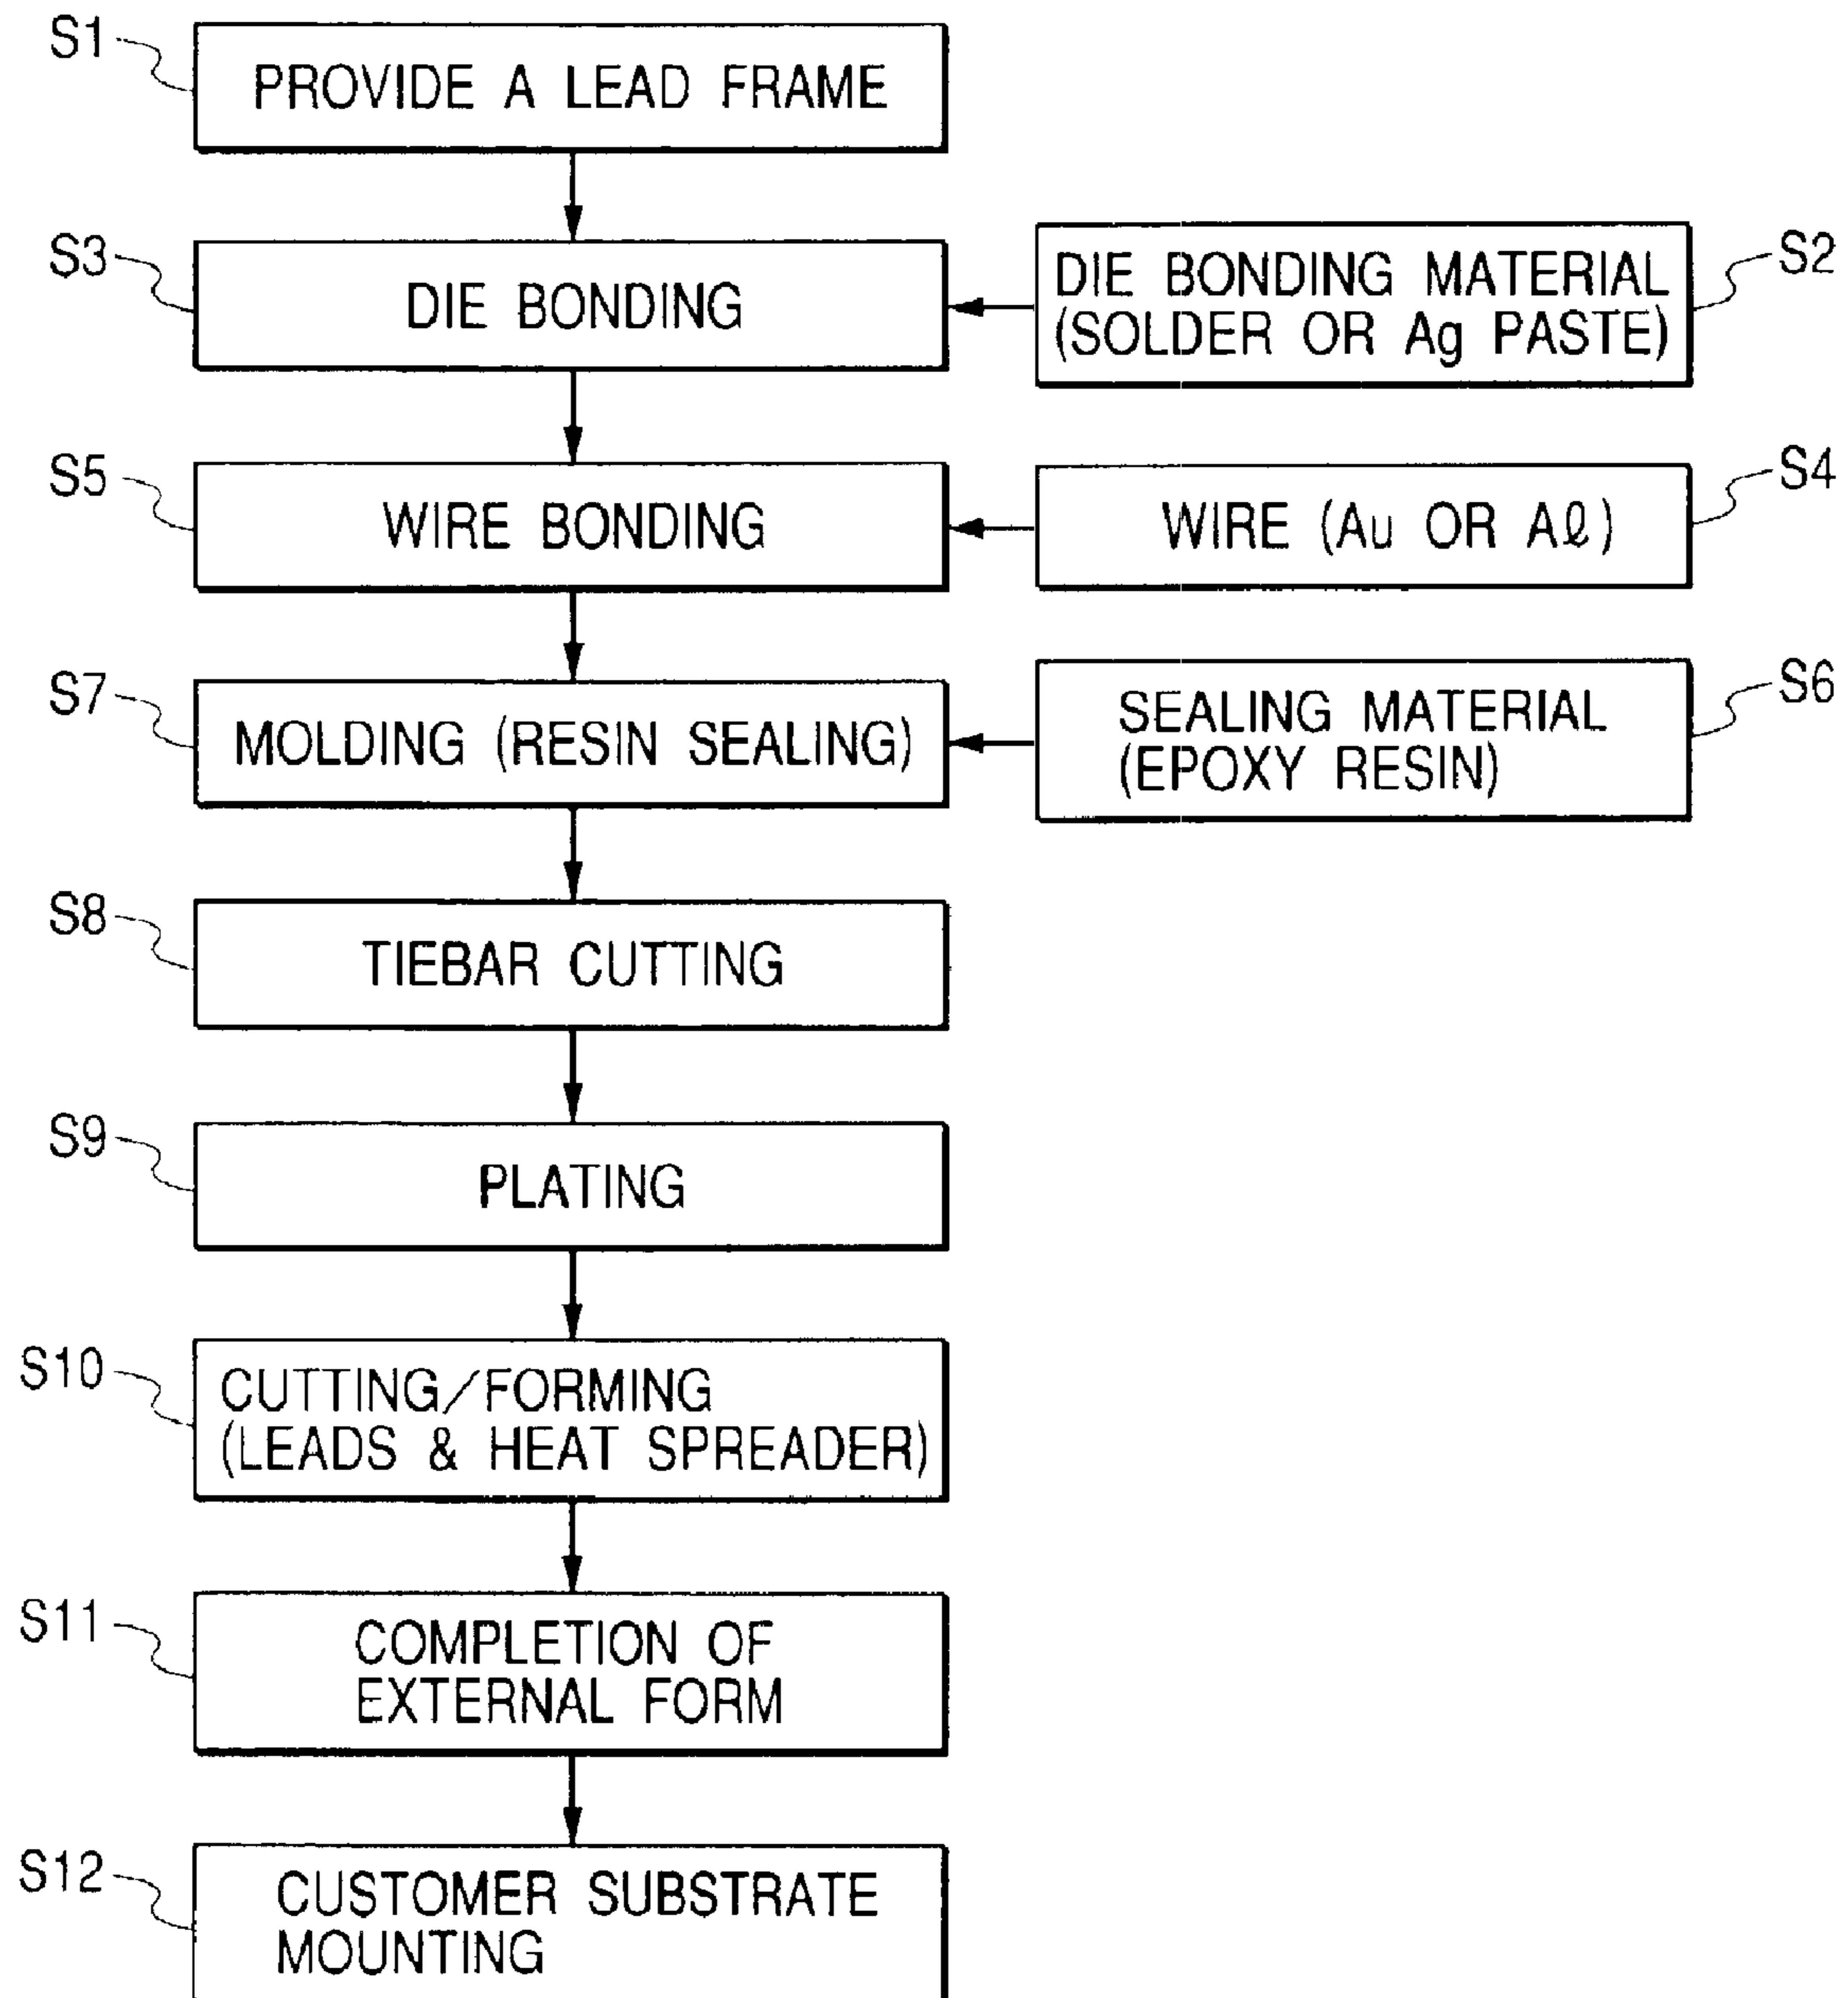 S1
PROVIDE A LEAD FRAME
S3
DIE BONDING
DIE BONDING MATERIAL
(SOLDER OR Ag PASTE)
S2
S5
WIRE BONDING
WIRE (Au OR Aℓ)
S4
S7
MOLDING (RESIN SEALING)
SEALING MATERIAL
(EPOXY RESIN)
S6
S8
TIEBAR CUTTING
S9
PLATING
S10
CUTTING/FORMING
(LEADS & HEAT SPREADER)
S11
COMPLETION OF
EXTERNAL FORM
S12
CUSTOMER SUBSTRATE
MOUNTING